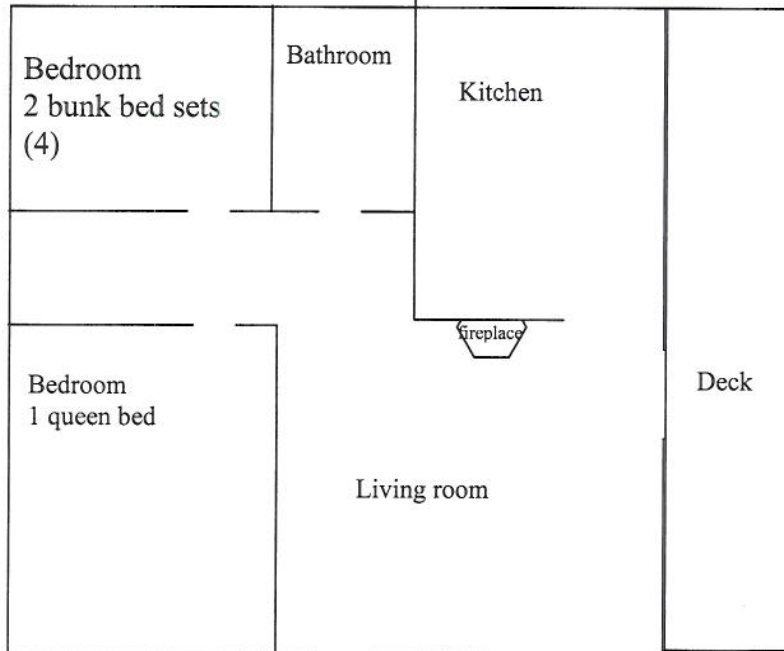 Bedroom
2 bunk bed sets
(4)
Bathroom
Kitchen
fireplace
Bedroom
1 queen bed
Deck
Living room